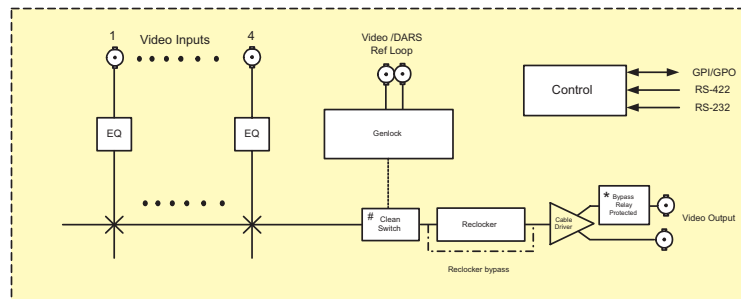 1 Video Inputs 4
Video /DARS
Ref Loop
GPI/GPO
Control
RS-422
RS-232
EQ
EQ
Genlock
# Clean
Switch
Reclocker
Cable
Driver
* Bypass
Relay
Protected
Video Output
Reclocker bypass